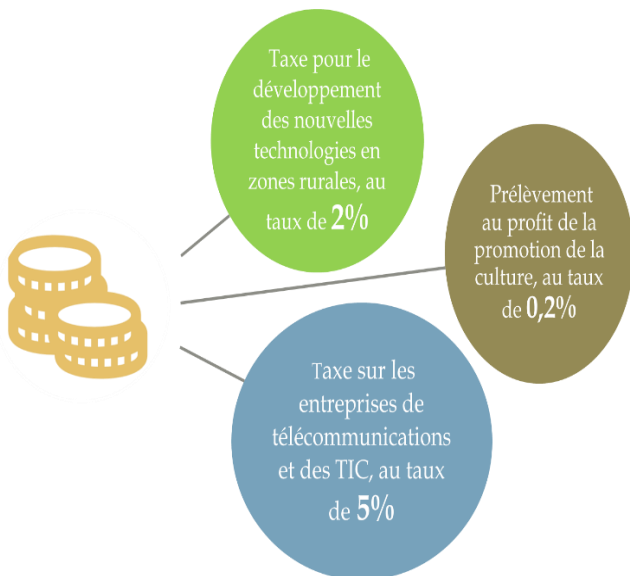 Taxe pour le
développement
des nouvelles
technologies en
zones rurales, au
taux de 2%
Prélèvement
au profit de la
promotion de la
culture, au taux
de 0,2%
Taxe sur les
entreprises de
télécommunications
et des TIC, au taux
de 5%